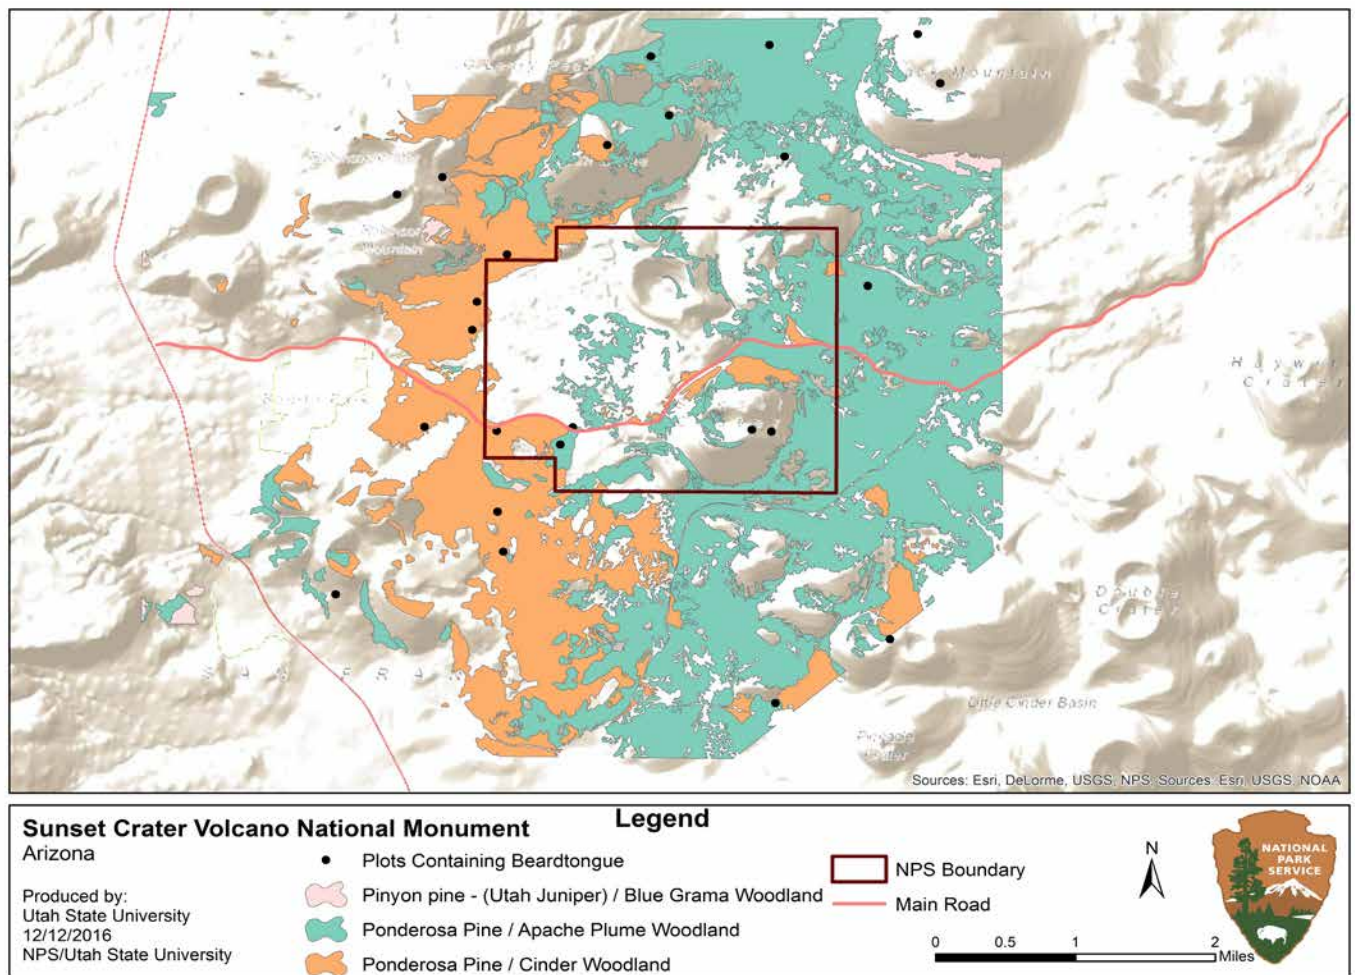 Sources: Esri, DeLorme, USGS, NPS Sources: Esri, USGS, NOAA
Little Cinder Basin
Sunset Crater Volcano National Monument
Arizona
Produced by:
Utah State University
12/12/2016
NPS/Utah State University
Legend
Plots Containing Beardtongue
Pinyon pine - (Utah Juniper) / Blue Grama Woodland
Ponderosa Pine / Apache Plume Woodland
Ponderosa Pine / Cinder Woodland
NPS Boundary
Main Road
N
0 0.5 1 2
Miles
NATIONAL
PARK
SERVICE